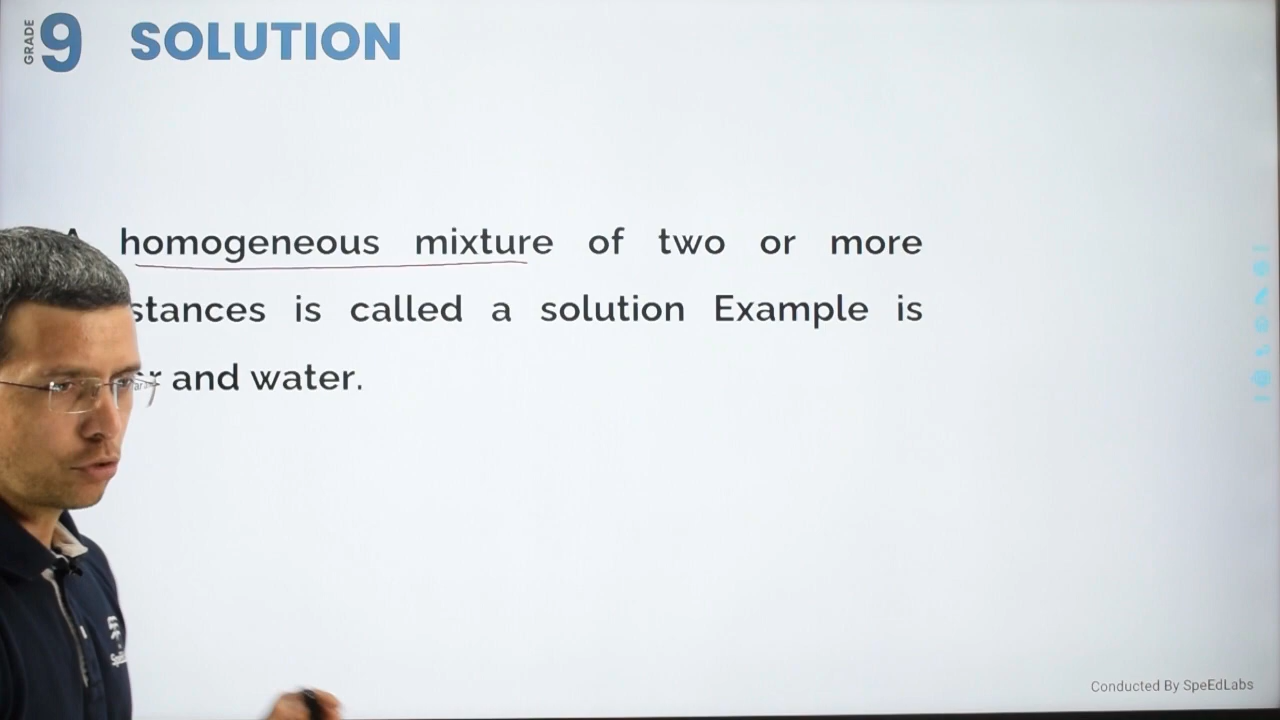 GRADE 9 SOLUTION
A homogeneous mixture of two or more
stances is called a solution Example is
r and water.
Conducted By SpeEdLabs